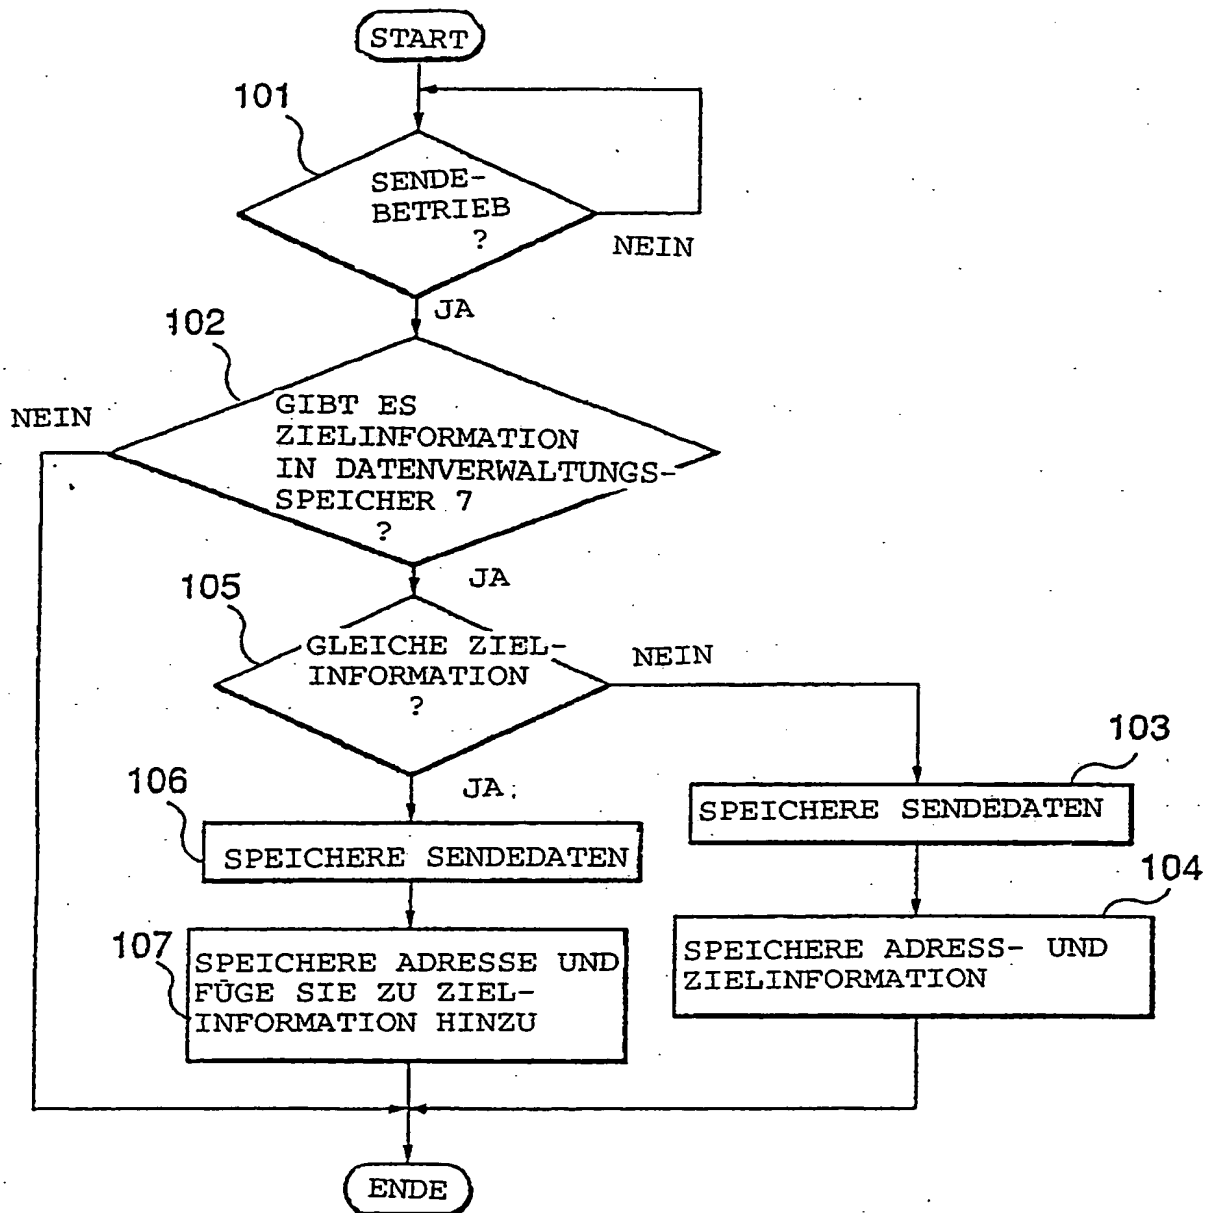 START
101
SENDE-
BETRIEB
?
NEIN
JA
102
NEIN
GIBT ES
ZIELINFORMATION
IN DATENVERWALTUNGS-
SPEICHER 7
?
JA
105
GLEICHE ZIEL-
INFORMATION
?
NEIN
103
JA
106
SPEICHERE SENDEDATEN
SPEICHERE SENDEDATEN
104
107
SPEICHERE ADRESSE UND
FÜGE SIE ZU ZIEL-
INFORMATION HINZU
SPEICHERE ADRESS- UND
ZIELINFORMATION
ENDE